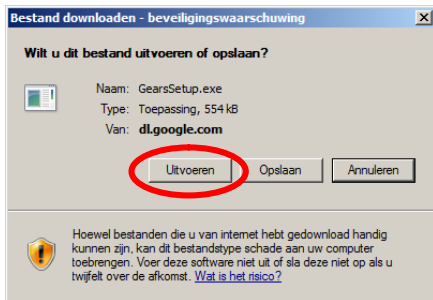 Bestand downloaden - beveiligingswaarschuwing
Wilt u dit bestand uitvoeren of opslaan?
Naam: GearsSetup.exe
Type: Toepassing, 554 kB
Van: dl.google.com
Uitvoeren Opslaan Annuleren
Hoewel bestanden die u van internet hebt gedownload handig
kunnen zijn, kan dit bestandstype schade aan uw computer
toebrengen. Voer deze software niet uit of sla deze niet op als u
twijfelt over de afkomst. Wat is het risico?